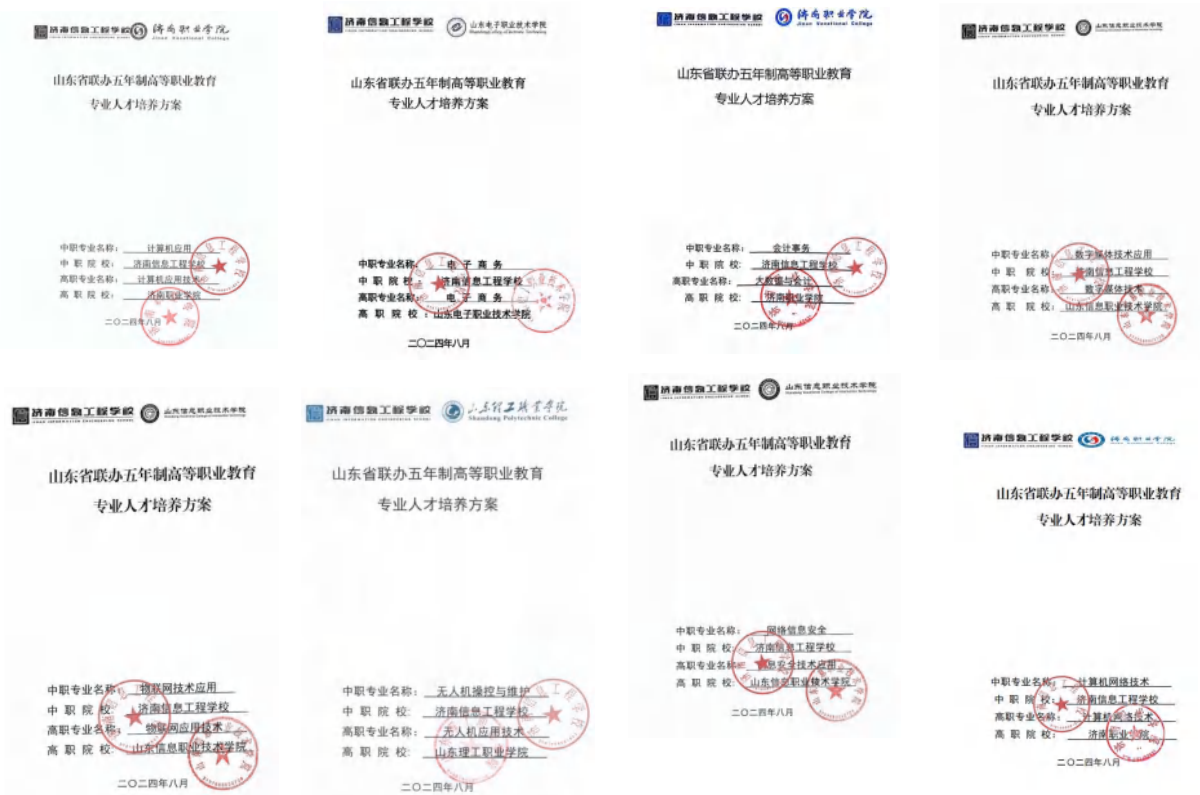 济南信息工程学校 济南职业学院
山东省联办五年制高等职业教育
专业人才培养方案
中职专业名称: 计算机应用
中职院校: 济南信息工程学校
高职专业名称: 计算机应用技术
高职院校: 济南职业学院
二〇二四年八月
济南信息工程学校 山东电子职业技术学院
山东省联办五年制高等职业教育
专业人才培养方案
中职专业名称: 电子商务
中职院校: 济南信息工程学校
高职专业名称: 电子商务
高职院校: 山东电子职业技术学院
二〇二四年八月
济南信息工程学校 济南职业学院
山东省联办五年制高等职业教育
专业人才培养方案
中职专业名称: 会计事务
中职院校: 济南信息工程学校
高职专业名称: 大数据与会计
高职院校: 济南职业学院
二〇二四年八月
济南信息工程学校 山东信息职业技术学院
山东省联办五年制高等职业教育
专业人才培养方案
中职专业名称: 数字媒体技术应用
中职院校: 济南信息工程学校
高职专业名称: 数字媒体技术
高职院校: 山东信息职业技术学院
二〇二四年八月
济南信息工程学校 山东信息职业技术学院
山东省联办五年制高等职业教育
专业人才培养方案
中职专业名称: 物联网技术应用
中职院校: 济南信息工程学校
高职专业名称: 物联网应用技术
高职院校: 山东信息职业技术学院
二〇二四年八月
济南信息工程学校 山东理工职业学院
Shandong Polytechnic College
山东省联办五年制高等职业教育
专业人才培养方案
中职专业名称: 无人机操控与维护
中职院校: 济南信息工程学校
高职专业名称: 无人机应用技术
高职院校: 山东理工职业学院
二〇二四年八月
济南信息工程学校 山东信息职业技术学院
山东省联办五年制高等职业教育
专业人才培养方案
中职专业名称: 网络信息安全
中职院校: 济南信息工程学校
高职专业名称: 信息安全技术应用
高职院校: 山东信息职业技术学院
二〇二四年八月
济南信息工程学校 济南职业学院
山东省联办五年制高等职业教育
专业人才培养方案
中职专业名称: 计算机网络技术
中职院校: 济南信息工程学校
高职专业名称: 计算机网络技术
高职院校: 济南职业学院
二〇二四年八月